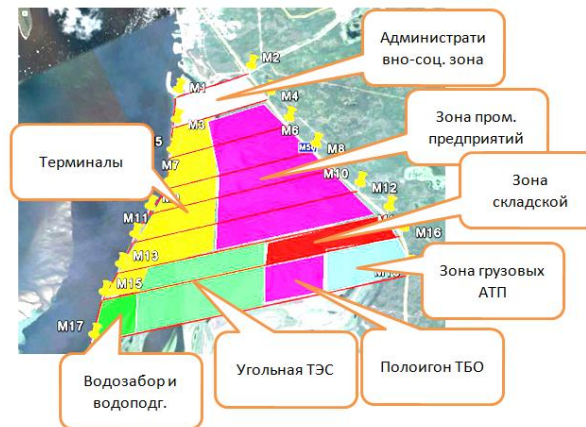 Администрати
вно-соц. зона
M2
M1
M4
M3
M6
5
M7
M8
Зона пром.
предприятий
Терминалы
M10
M12
Зона
складской
M11
M16
M13
Зона грузовых
АТП
M15
M17
Водозабор и
водоподг.
Угольная ТЭС
Полоигон ТБО